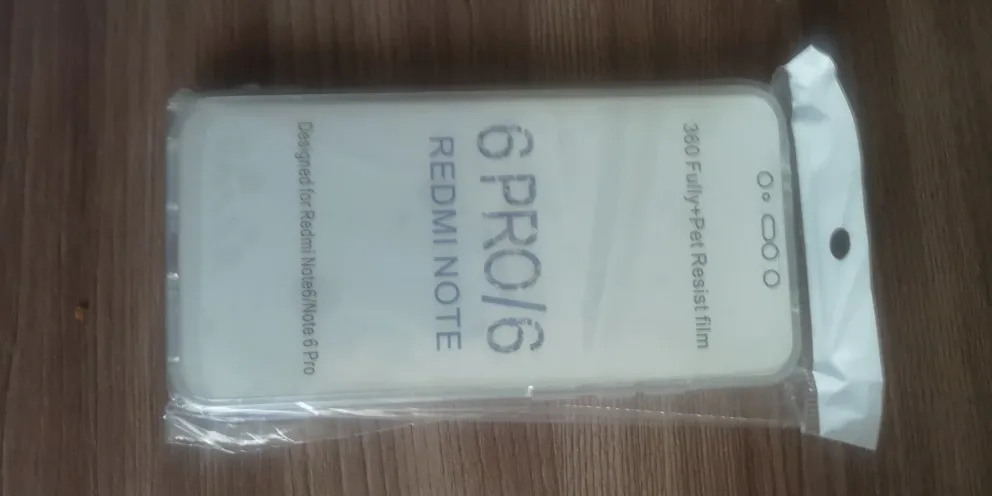 360 Fully+Pet Resist film
6 PRO/6
REDMI NOTE
Designed for Redmi Note6/Note 6 Pro